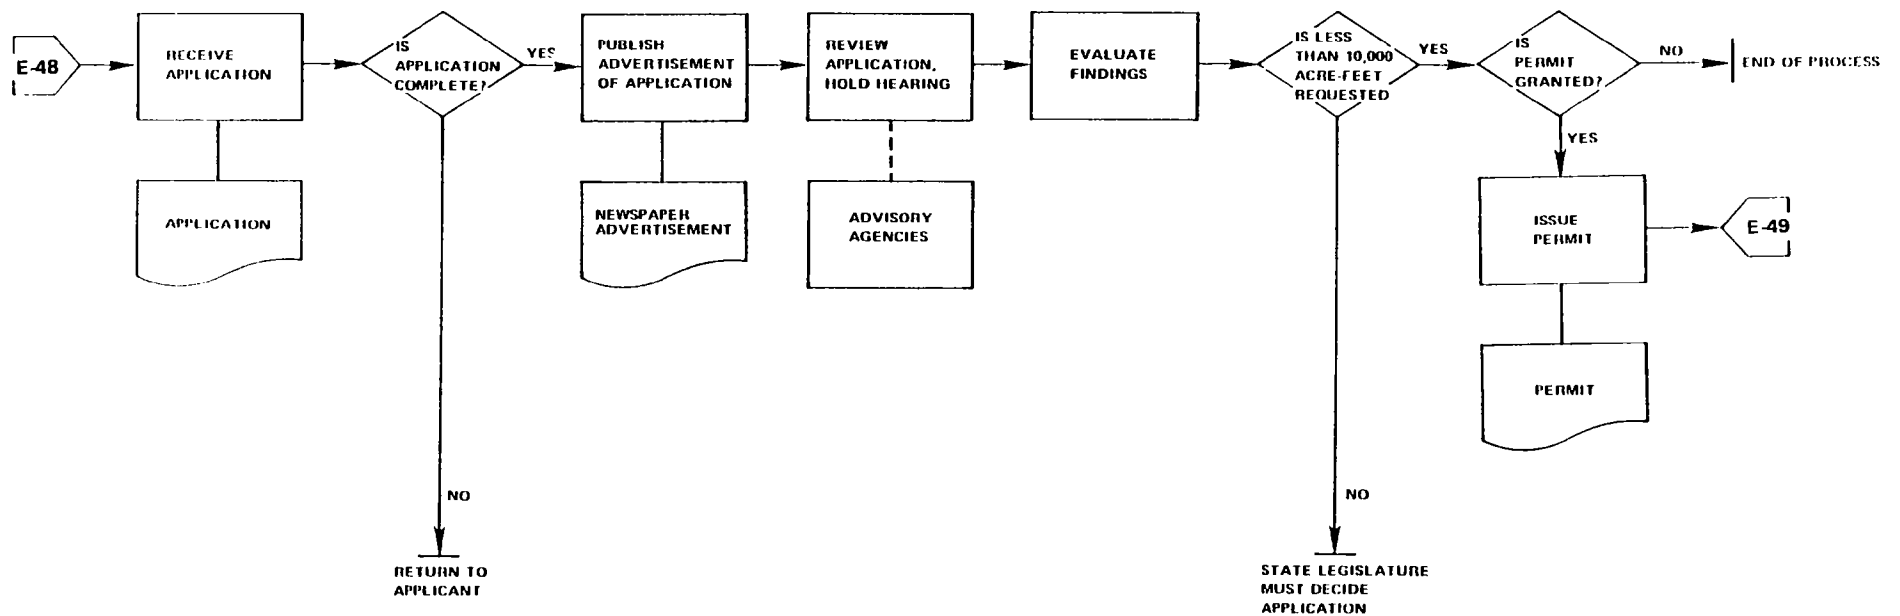 E-48
RECEIVE
APPLICATION
APPLICATION
IS
APPLICATION
COMPLETE?
YES
NO
RETURN TO
APPLICANT
PUBLISH
ADVERTISEMENT
OF APPLICATION
NEWSPAPER
ADVERTISEMENT
REVIEW
APPLICATION,
HOLD HEARING
ADVISORY
AGENCIES
EVALUATE
FINDINGS
IS LESS
THAN 10,000
ACRE-FEET
REQUESTED
YES
NO
STATE LEGISLATURE
MUST DECIDE
APPLICATION
IS
PERMIT
GRANTED?
NO
END OF PROCESS
YES
ISSUE
PERMIT
E-49
PERMIT